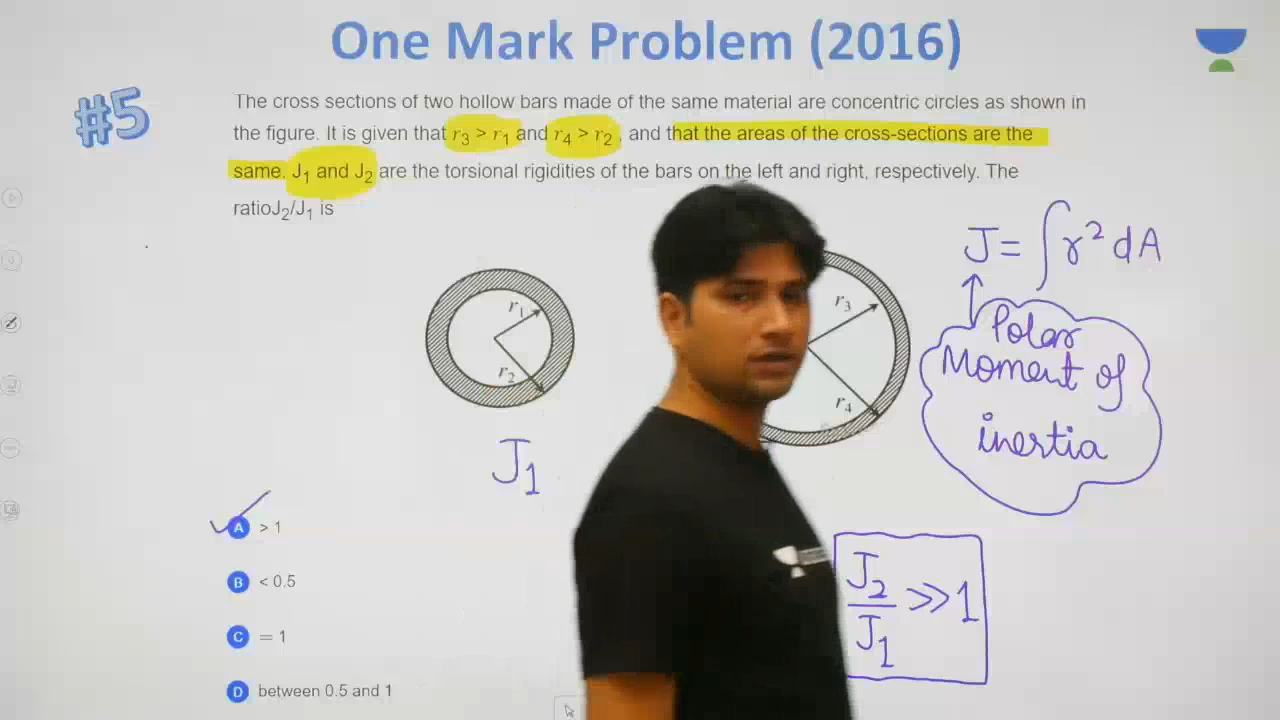 One Mark Problem (2016)
#5
The cross sections of two hollow bars made of the same material are concentric circles as shown in
the figure. It is given that r₃ > r₁ and r₄ > r₂ , and that the areas of the cross-sections are the
same. J₁ and J₂ are the torsional rigidities of the bars on the left and right, respectively. The
ratioJ₂/J₁ is
r₁
r₂
J₁
r₃
r₄
J = ∫ r² dA
Polar
Moment of
inertia
A > 1
B < 0.5
C = 1
D between 0.5 and 1
J₂/J₁ >> 1